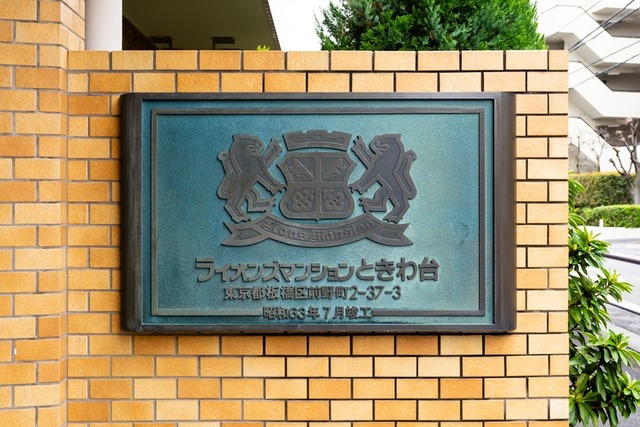 Lions Mansion
ライオンズマンションときわ台
東京都板橋区前野町2-37-3
昭和63年7月竣工